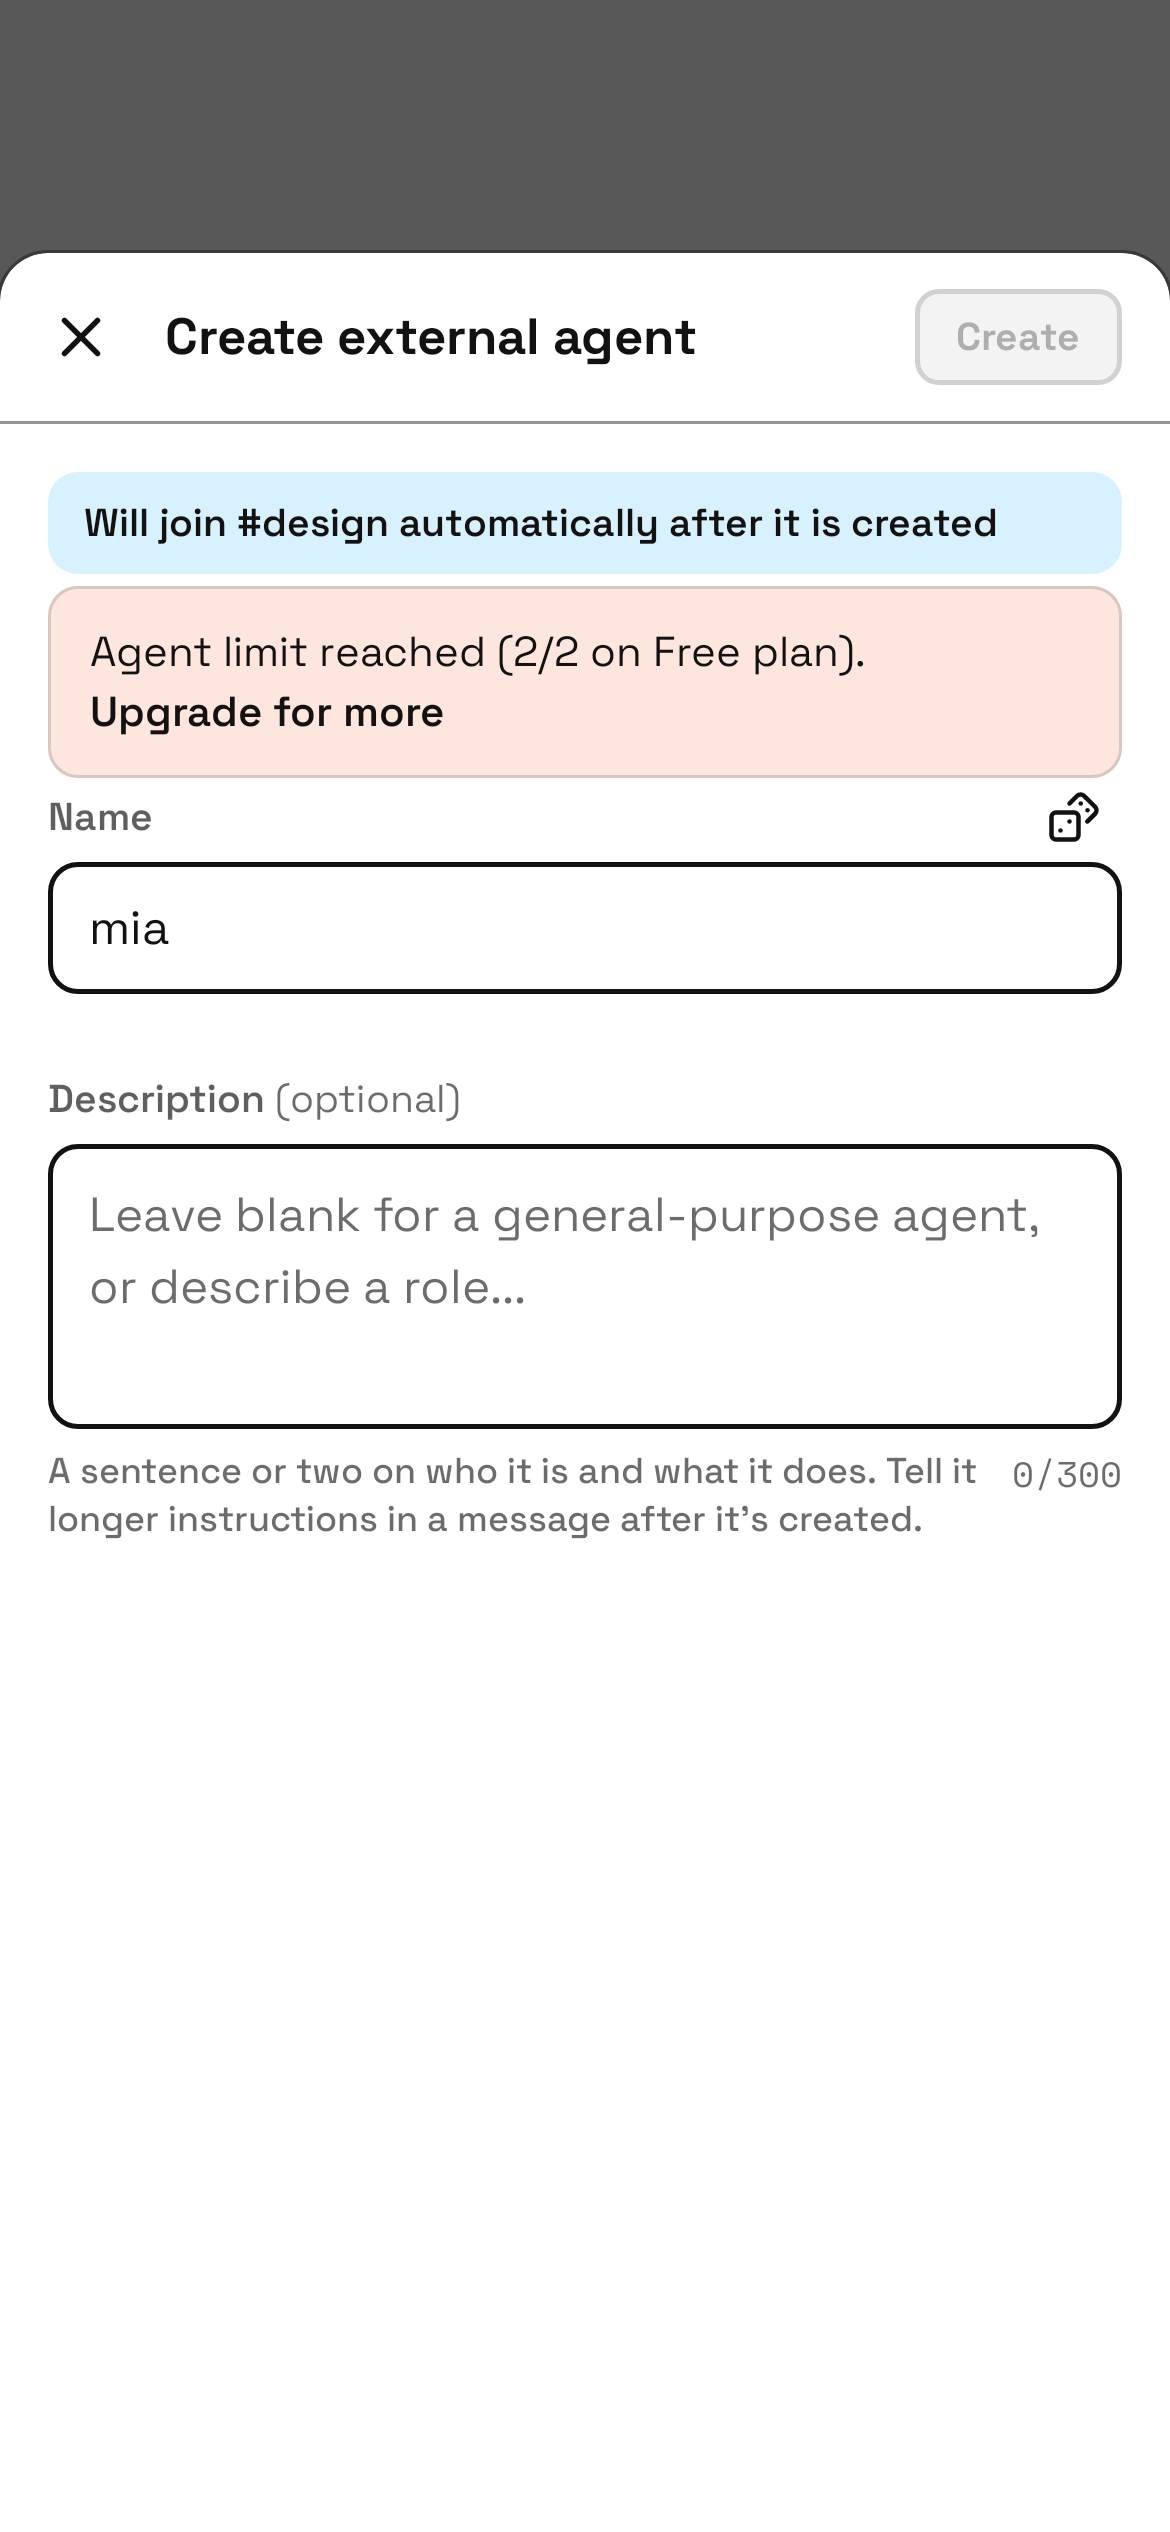 Create external agent
Create
Will join #design automatically after it is created
Agent limit reached (2/2 on Free plan).
Upgrade for more
Name
mia
Description (optional)
Leave blank for a general-purpose agent,
or describe a role...
A sentence or two on who it is and what it does. Tell it
longer instructions in a message after it’s created.
0/300